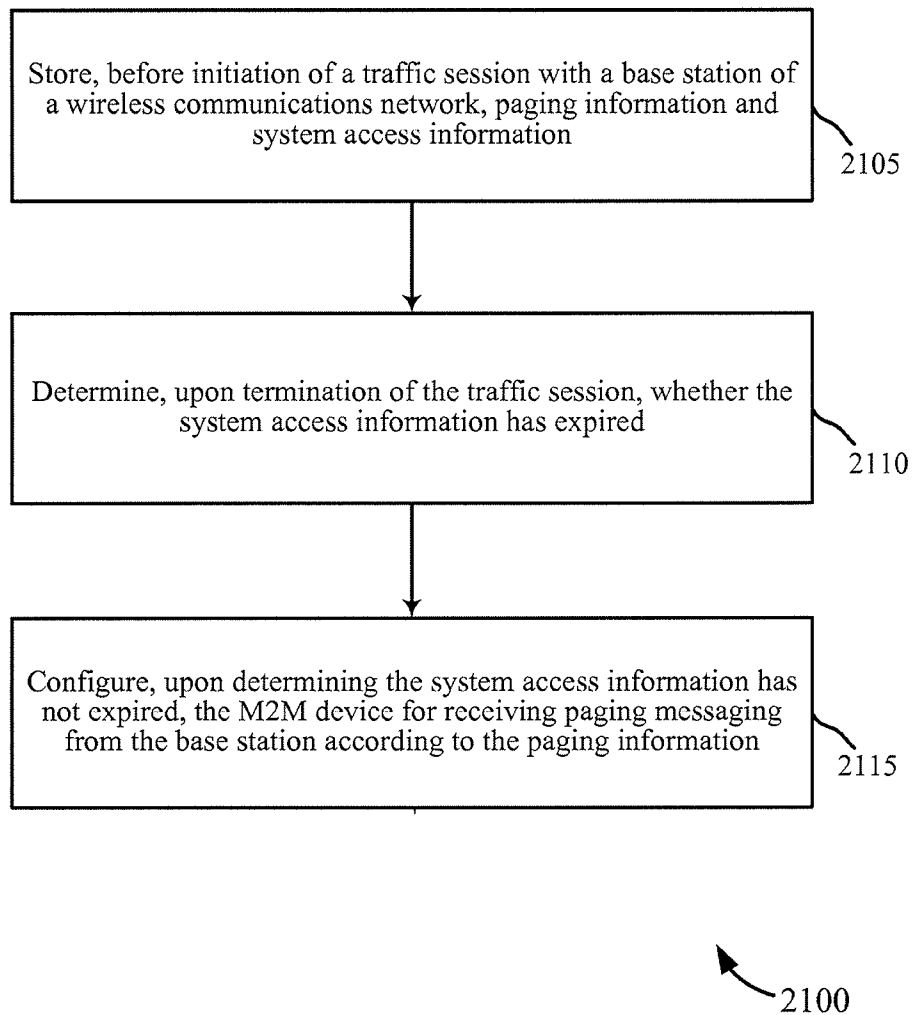 Store, before initiation of a traffic session with a base station of
a wireless communications network, paging information and
system access information
2105
Determine, upon termination of the traffic session, whether the
system access information has expired
2110
Configure, upon determining the system access information has
not expired, the M2M device for receiving paging messaging
from the base station according to the paging information
2115
2100